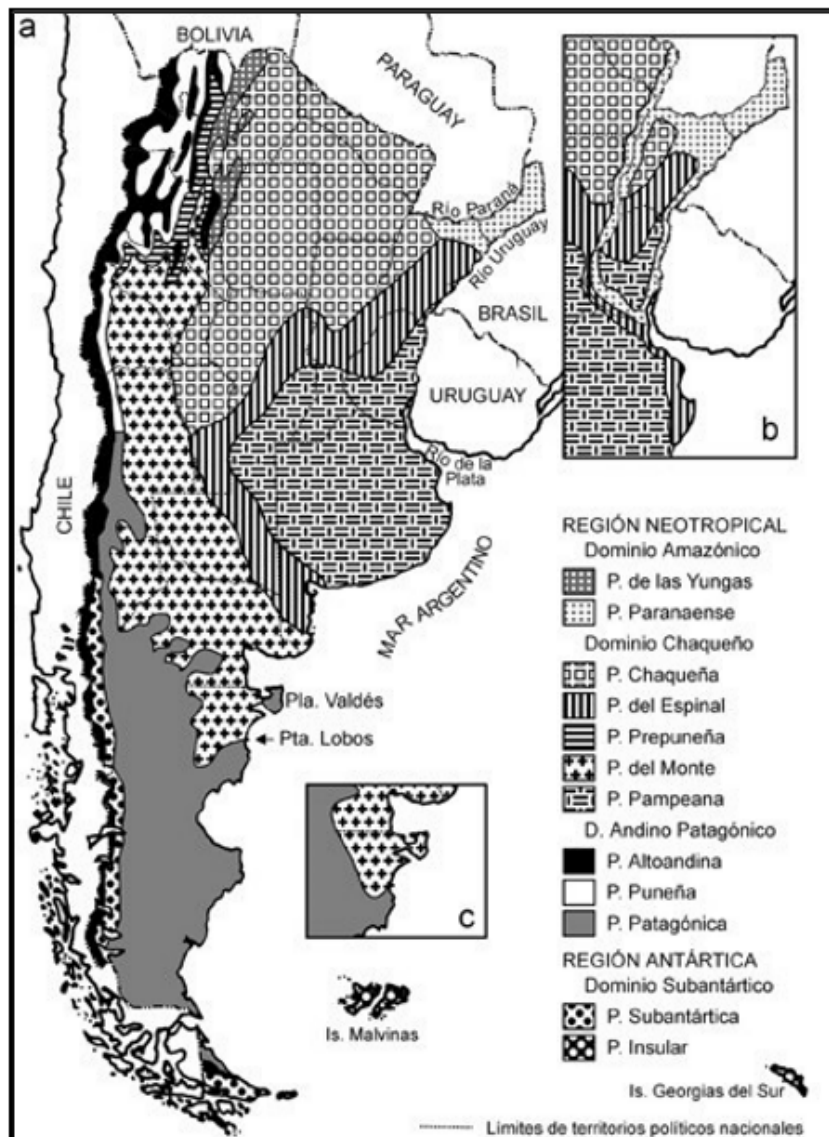 a
BOLIVIA
PARAGUAY
Río Paraná
Río Uruguay
BRASIL
URUGUAY
b
Río de la
Plata
CHILE
MAR ARGENTINO
Pla. Valdés
Pta. Lobos
c
Is. Malvinas
REGIÓN NEOTROPICAL
Dominio Amazónico
P. de las Yungas
P. Paranaense
Dominio Chaqueño
P. Chaqueña
P. del Espinal
P. Prepuneña
P. del Monte
P. Pampeana
D. Andino Patagónico
P. Altoandina
P. Puneña
P. Patagónica
REGIÓN ANTÁRTICA
Dominio Subantártico
P. Subantártica
P. Insular
Is. Georgias del Sur
Límites de territorios políticos nacionales